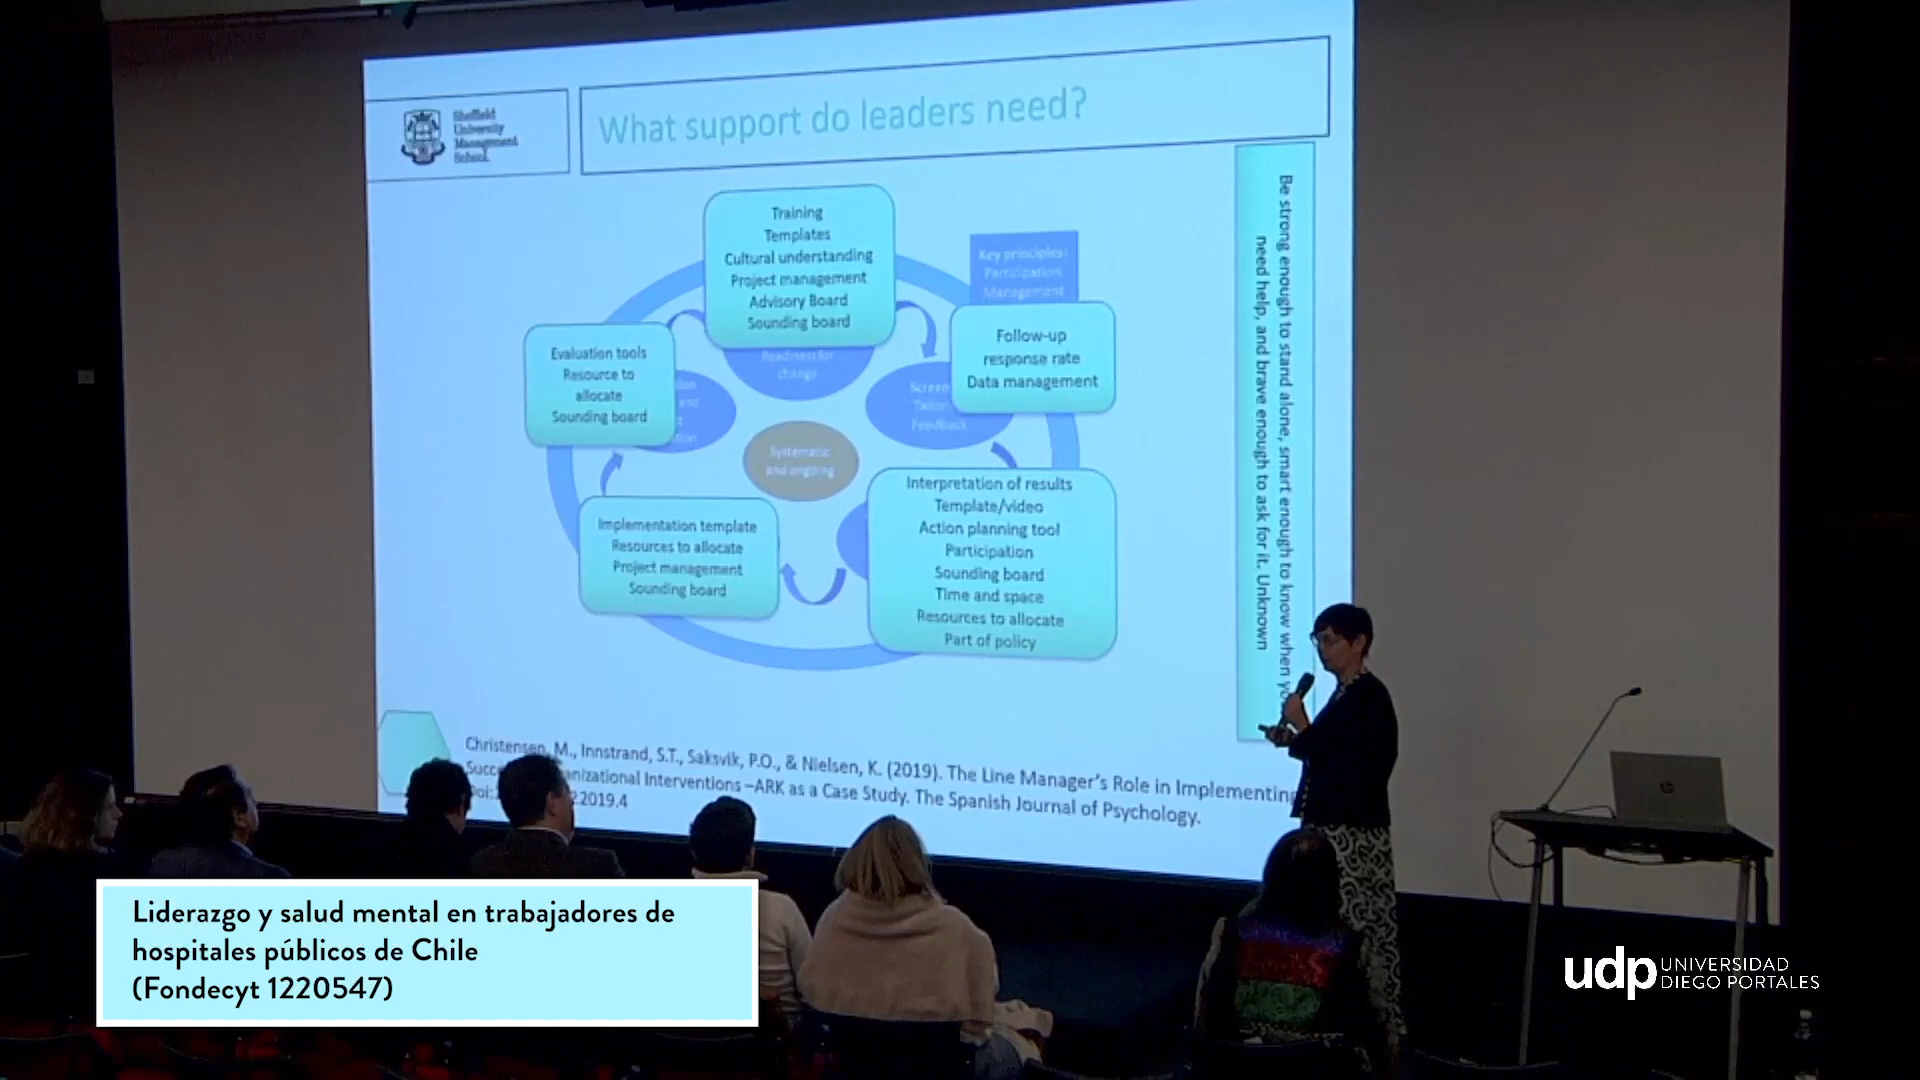 Sheffield
University
Management
School.
What support do leaders need?
Training
Templates
Cultural understanding
Project management
Advisory Board
Sounding board
Key principles:
Participation
Management
Follow-up
response rate
Data management
Evaluation tools
Resource to
allocate
Sounding board
Readiness for
change
and
Feedback
Systematic
and ongoing
Interpretation of results
Template/video
Action planning tool
Participation
Sounding board
Time and space
Resources to allocate
Part of policy
Implementation template
Resources to allocate
Project management
Sounding board
Be strong enough to stand alone, smart enough to know when
need help, and brave enough to ask for it. Unknown
Christensen, M., Innstrand, S.T., Saksvik, P.O., & Nielsen, K. (2019). The Line Manager's Role in Implementing
Interventions –ARK as a Case Study. The Spanish Journal of Psychology.
2019.4
Liderazgo y salud mental en trabajadores de
hospitales públicos de Chile
(Fondecyt 1220547)
udp UNIVERSIDAD
DIEGO PORTALES